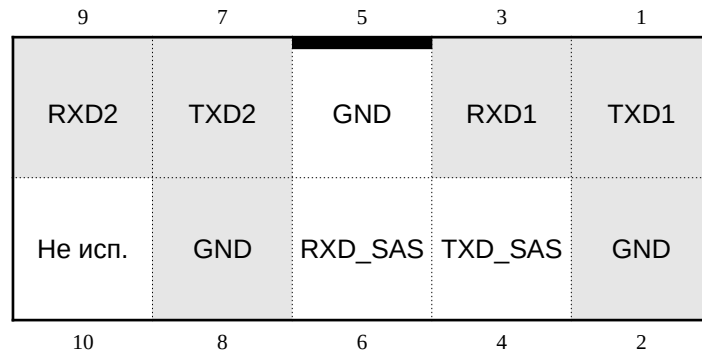 9 7 5 3 1
RXD2 TXD2 GND RXD1 TXD1
Не исп. GND RXD_SAS TXD_SAS GND
10 8 6 4 2